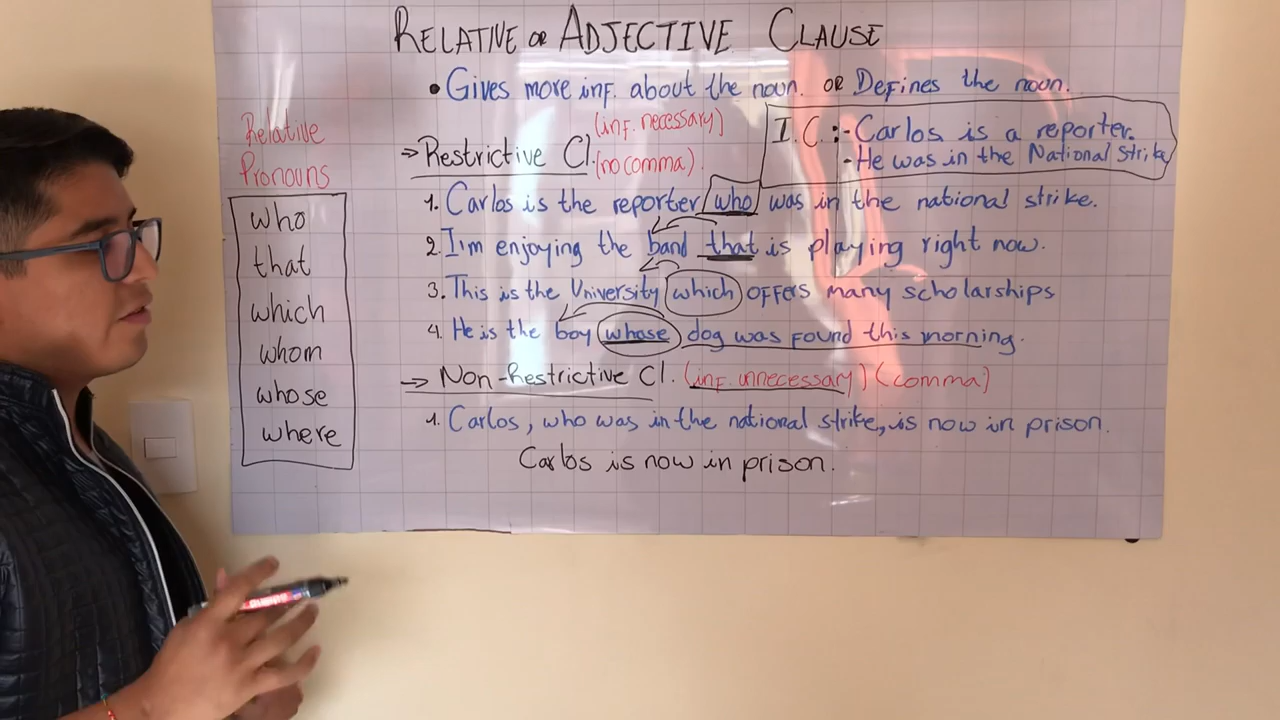 RELATIVE OR ADJECTIVE CLAUSE
• Gives more inf. about the noun. OR Defines the noun.
Relative
Pronouns
who
that
which
whom
whose
where
(inf. necessary)
⇒ Restrictive Cl. (no comma).
I.C.: - Carlos is a reporter.
- He was in the National Strike
1. Carlos is the reporter who was in the national strike.
2. I'm enjoying the band that is playing right now.
3. This is the University which offers many scholarships
4. He is the boy whose dog was found this morning.
→ Non-Restrictive Cl. (inf. unnecessary) (comma)
1. Carlos, who was in the national strike, is now in prison.
Carlos is now in prison.